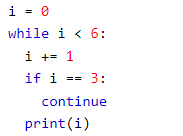 i = 0
while i < 6:
  i += 1
  if i == 3:
    continue
  print(i)